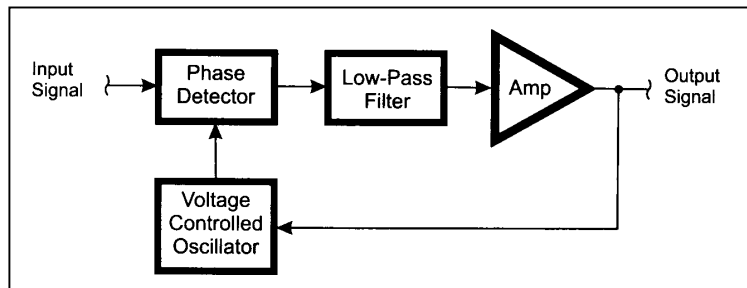 Input
Signal
Phase
Detector
Low-Pass
Filter
Amp
Output
Signal
Voltage
Controlled
Oscillator